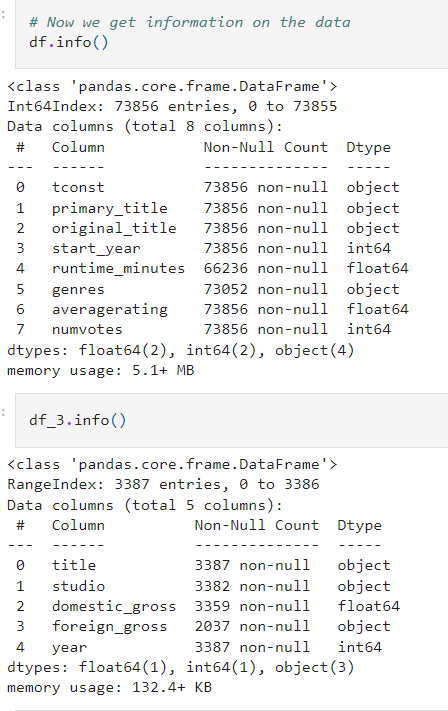 :
# Now we get information on the data
df.info()
<class 'pandas.core.frame.DataFrame'>
Int64Index: 73856 entries, 0 to 73855
Data columns (total 8 columns):
 #   Column           Non-Null Count  Dtype
---  ------           --------------  -----
 0   tconst           73856 non-null  object
 1   primary_title    73856 non-null  object
 2   original_title   73856 non-null  object
 3   start_year       73856 non-null  int64
 4   runtime_minutes  66236 non-null  float64
 5   genres           73052 non-null  object
 6   averagerating    73856 non-null  float64
 7   numvotes         73856 non-null  int64
dtypes: float64(2), int64(2), object(4)
memory usage: 5.1+ MB
:
df_3.info()
<class 'pandas.core.frame.DataFrame'>
RangeIndex: 3387 entries, 0 to 3386
Data columns (total 5 columns):
 #   Column          Non-Null Count  Dtype
---  ------          --------------  -----
 0   title           3387 non-null   object
 1   studio          3382 non-null   object
 2   domestic_gross  3359 non-null   float64
 3   foreign_gross   2037 non-null   object
 4   year            3387 non-null   int64
dtypes: float64(1), int64(1), object(3)
memory usage: 132.4+ KB